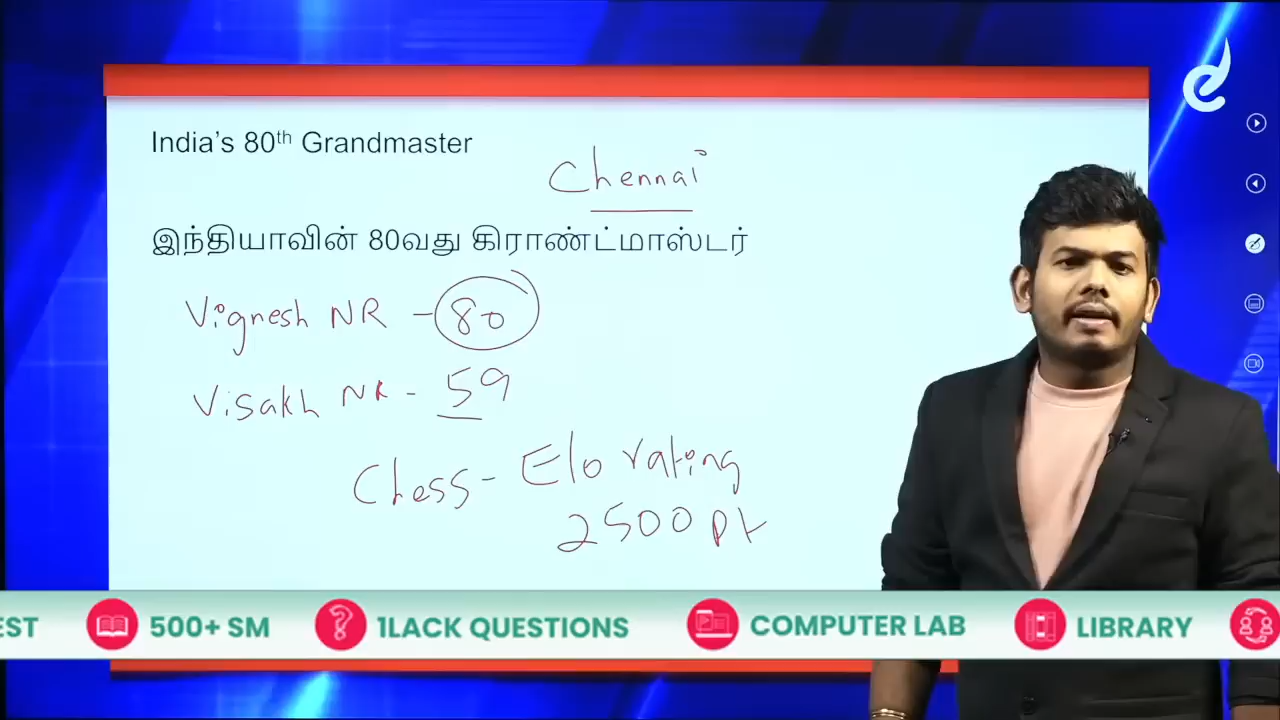 India's 80th Grandmaster
Chennai
இந்தியாவின் 80வது கிராண்ட்மாஸ்டர்
Vignesh NR - 80
Visakh NR - 59
Chess - Elo rating
2500 pt
EST
500+ SM
1LACK QUESTIONS
COMPUTER LAB
LIBRARY